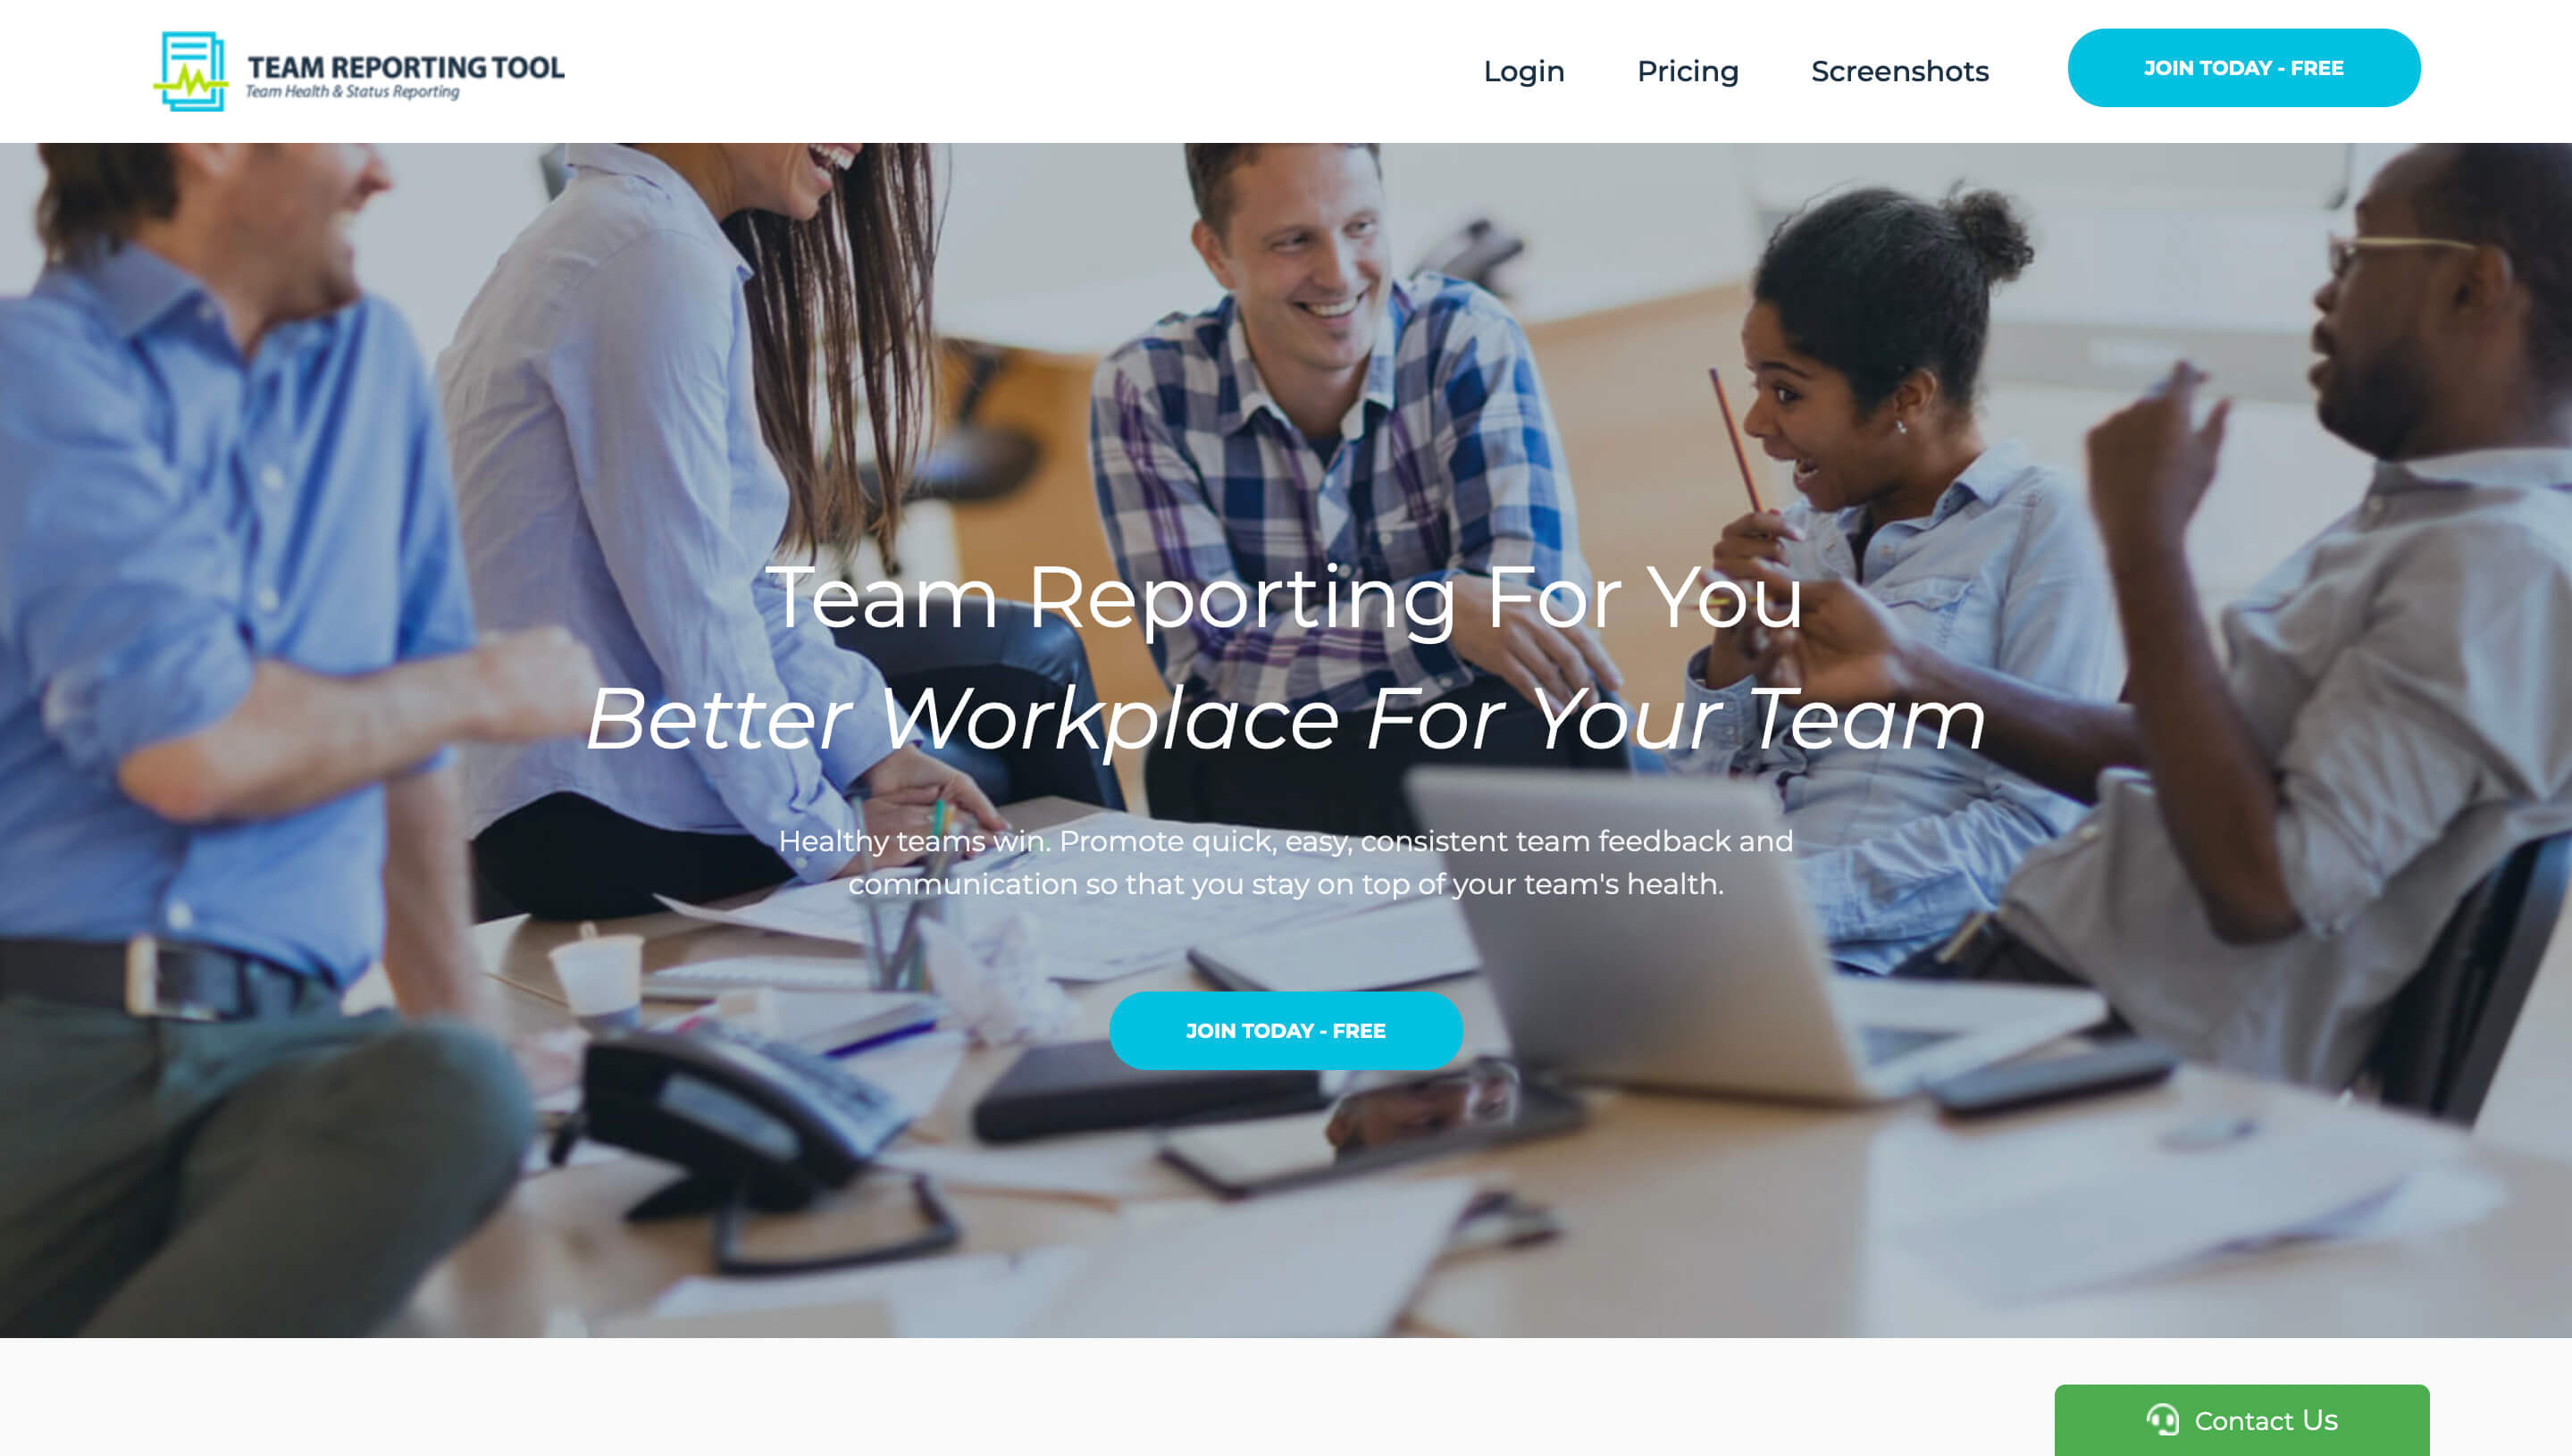 TEAM REPORTING TOOL
Team Health & Status Reporting
Login
Pricing
Screenshots
JOIN TODAY - FREE
Team Reporting For You
Better Workplace For Your Team
Healthy teams win. Promote quick, easy, consistent team feedback and
communication so that you stay on top of your team's health.
JOIN TODAY - FREE
Contact Us